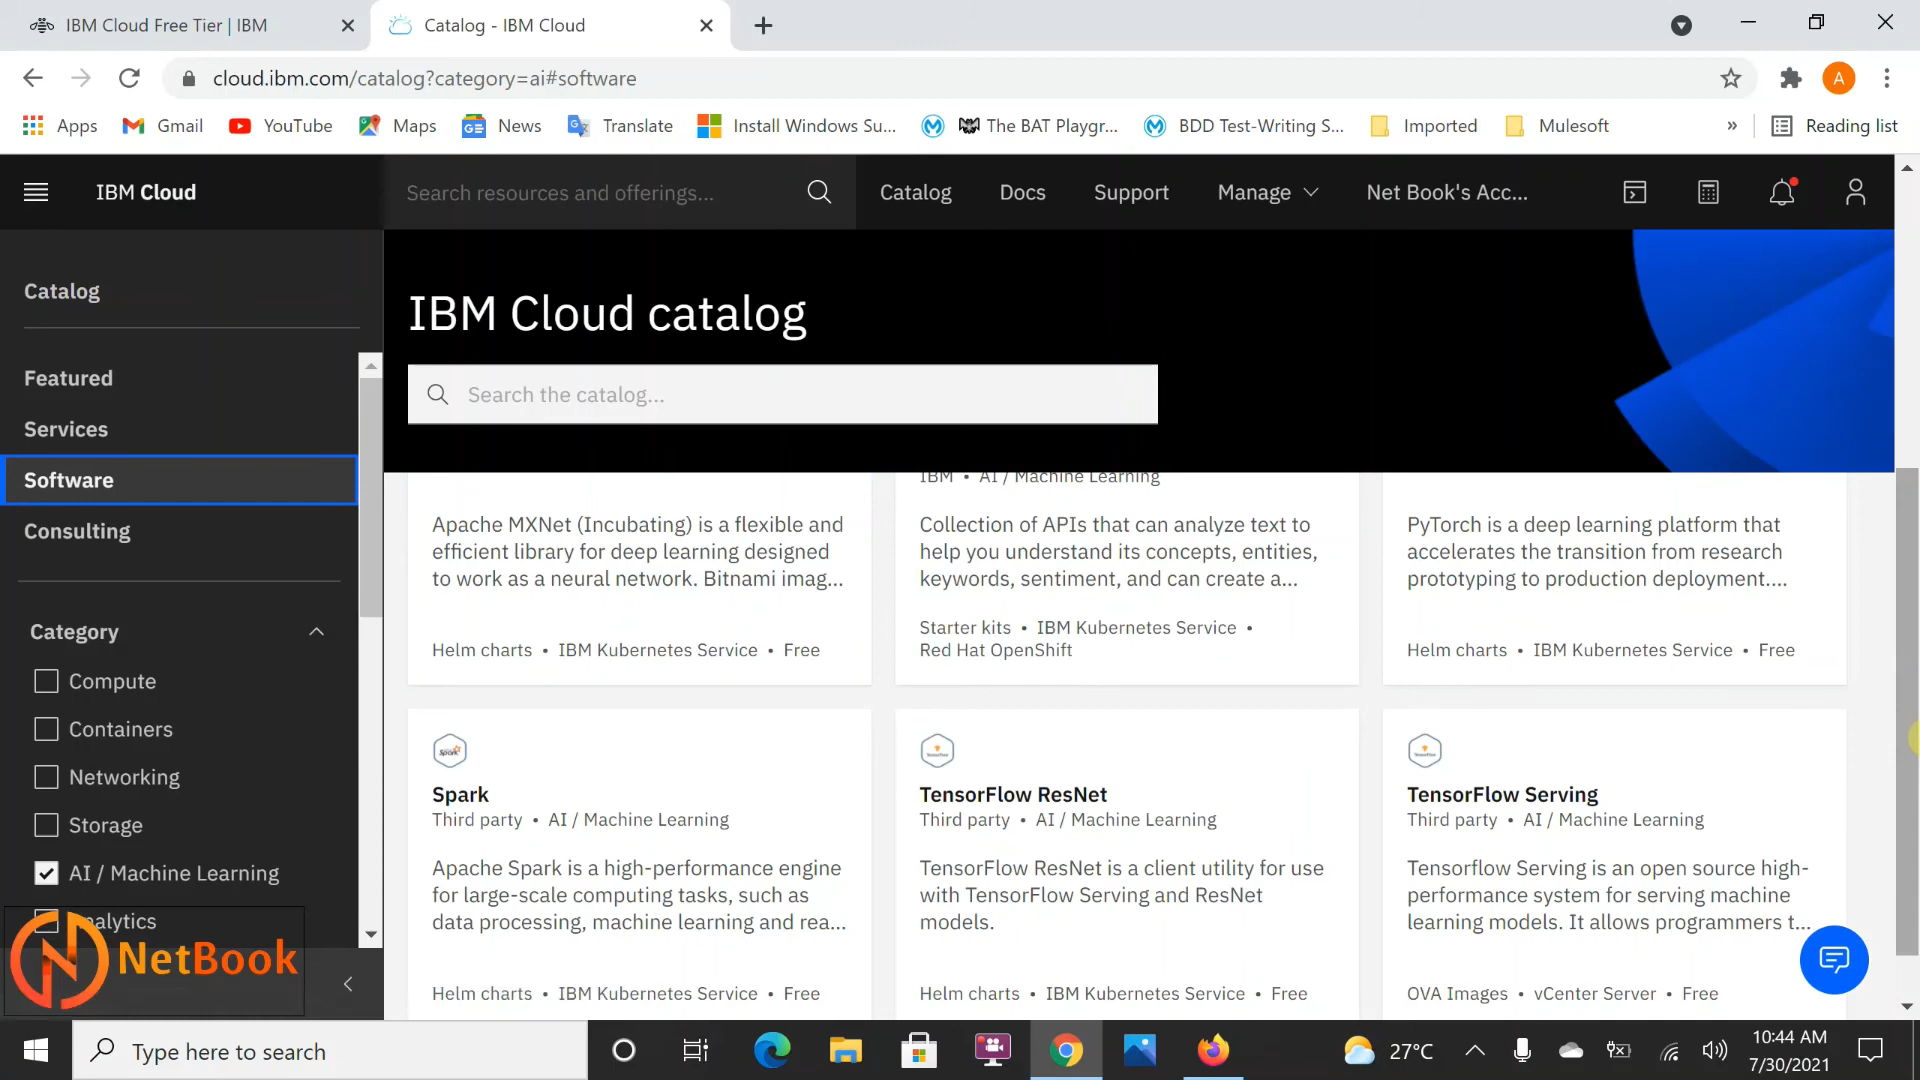 IBM Cloud Free Tier | IBM
Catalog - IBM Cloud
cloud.ibm.com/catalog?category=ai#software
A
Apps
Gmail
YouTube
Maps
News
Translate
Install Windows Su...
The BAT Playgr...
BDD Test-Writing S...
Imported
Mulesoft
»
Reading list
IBM Cloud
Search resources and offerings...
Catalog
Docs
Support
Manage
Net Book's Acc...
Catalog
Featured
Services
Software
Consulting
Category
Compute
Containers
Networking
Storage
AI / Machine Learning
alytics
NetBook
IBM Cloud catalog
Search the catalog...
Apache MXNet (Incubating) is a flexible and
efficient library for deep learning designed
to work as a neural network. Bitnami imag...
Helm charts • IBM Kubernetes Service • Free
IBM • AI / Machine Learning
Collection of APIs that can analyze text to
help you understand its concepts, entities,
keywords, sentiment, and can create a...
Starter kits • IBM Kubernetes Service •
Red Hat OpenShift
PyTorch is a deep learning platform that
accelerates the transition from research
prototyping to production deployment....
Helm charts • IBM Kubernetes Service • Free
Spark
Spark
Third party • AI / Machine Learning
Apache Spark is a high-performance engine
for large-scale computing tasks, such as
data processing, machine learning and rea...
Helm charts • IBM Kubernetes Service • Free
TensorFlow ResNet
Third party • AI / Machine Learning
TensorFlow ResNet is a client utility for use
with TensorFlow Serving and ResNet
models.
Helm charts • IBM Kubernetes Service • Free
TensorFlow Serving
Third party • AI / Machine Learning
Tensorflow Serving is an open source high-
performance system for serving machine
learning models. It allows programmers t...
OVA Images • vCenter Server • Free
Type here to search
27°C
10:44 AM
7/30/2021